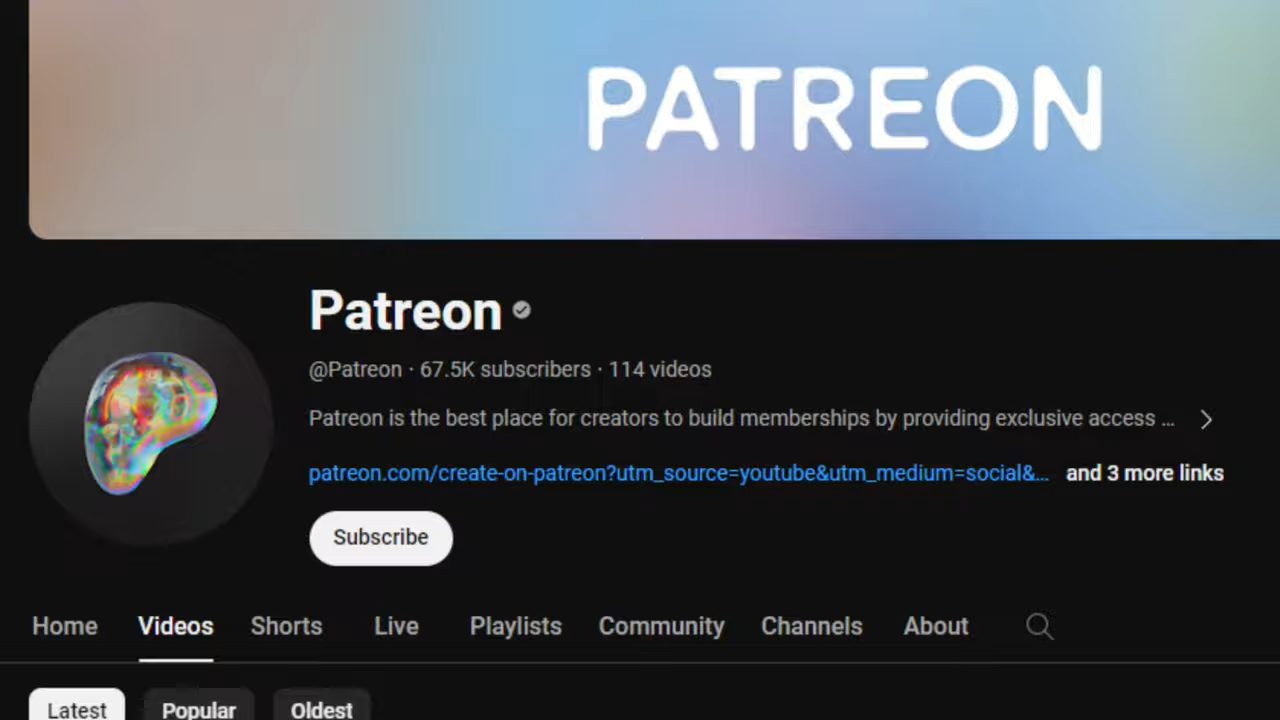 PATREON
Patreon
@Patreon · 67.5K subscribers · 114 videos
Patreon is the best place for creators to build memberships by providing exclusive access ...
patreon.com/create-on-patreon?utm_source=youtube&utm_medium=social&... and 3 more links
Subscribe
Home Videos Shorts Live Playlists Community Channels About
Latest Popular Oldest